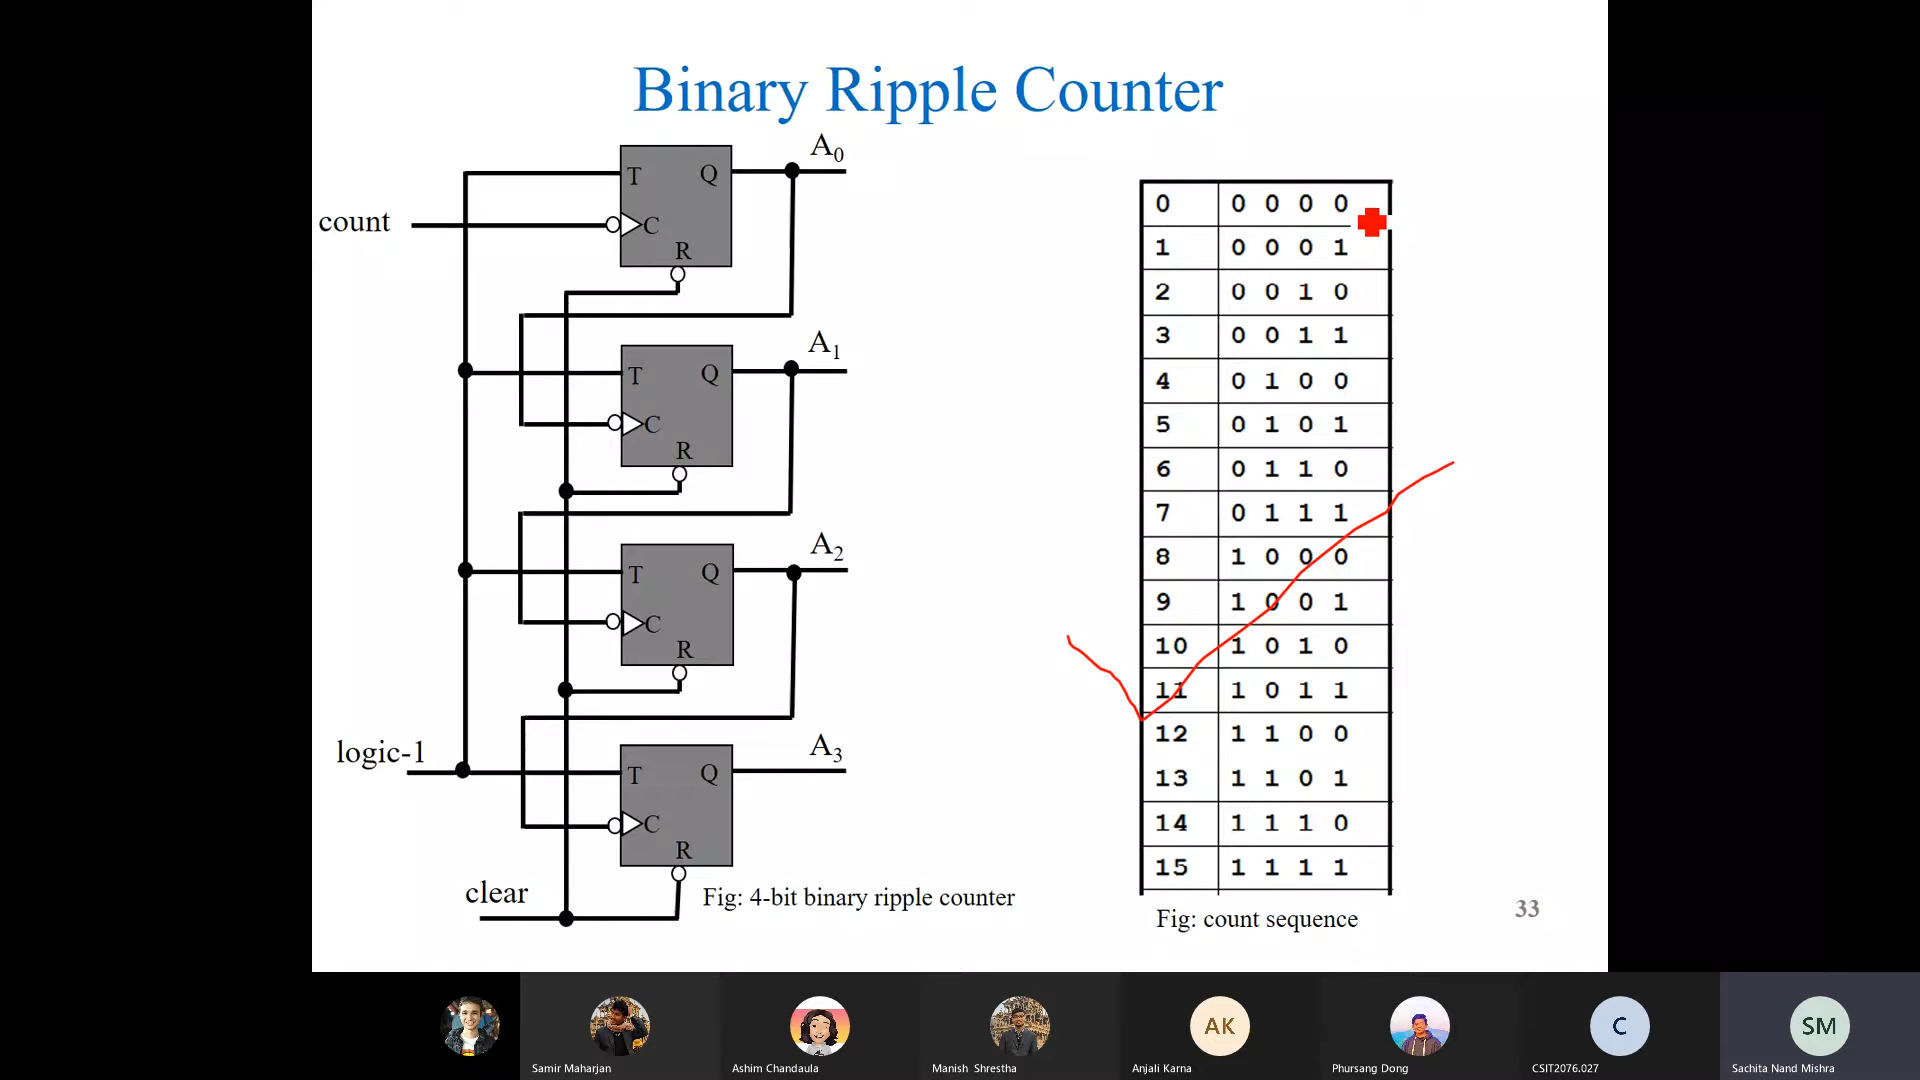 Binary Ripple Counter
A0
T Q
count
C
R
A1
T Q
C
R
A2
T Q
C
R
logic-1
A3
T Q
C
R
clear
Fig: 4-bit binary ripple counter
0 0 0 0 0
1 0 0 0 1
2 0 0 1 0
3 0 0 1 1
4 0 1 0 0
5 0 1 0 1
6 0 1 1 0
7 0 1 1 1
8 1 0 0 0
9 1 0 0 1
10 1 0 1 0
11 1 0 1 1
12 1 1 0 0
13 1 1 0 1
14 1 1 1 0
15 1 1 1 1
Fig: count sequence
33
AK
C
SM
Samir Maharjan
Ashim Chandaula
Manish Shrestha
Anjali Karna
Phursang Dong
CSIT2076.027
Sachita Nand Mishra